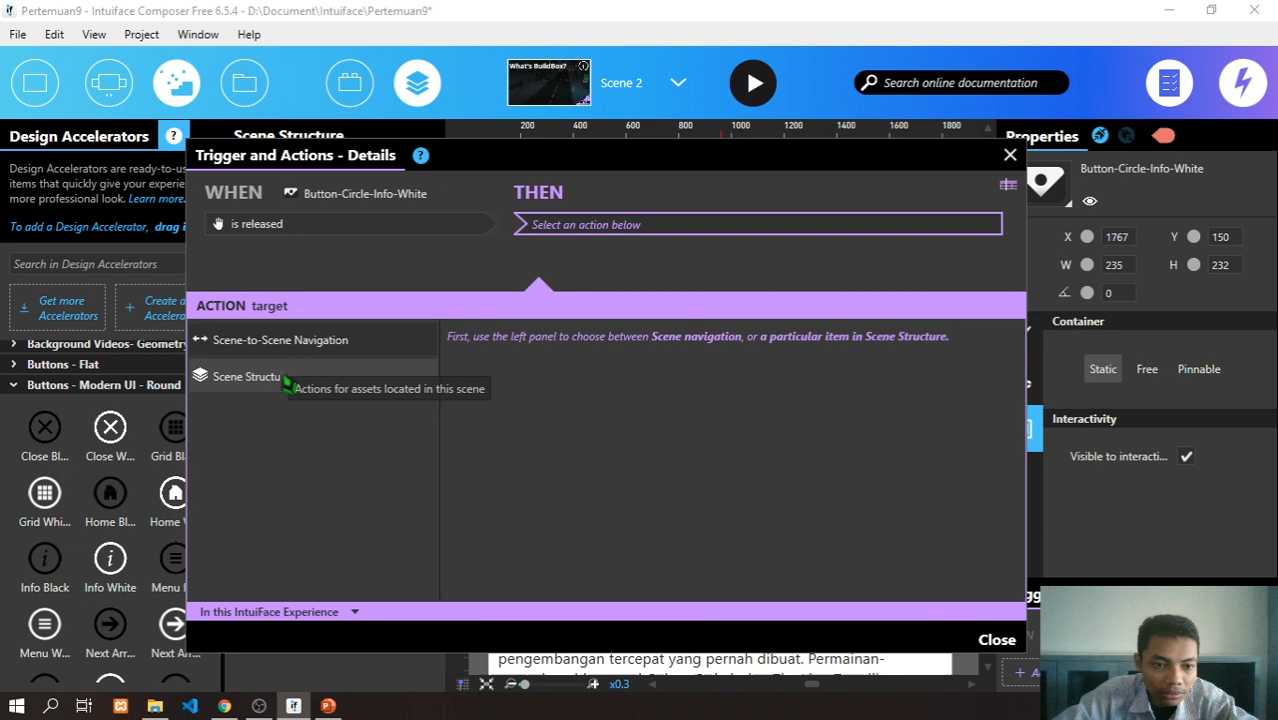 Pertemuan9 - Intuiface Composer Free 6.5.4 - D:\Document\Intuiface\Pertemuan9*
File Edit View Project Window Help
What's BuildBox?
Scene 2
Search online documentation
Design Accelerators ?
Scene Structure
200 400 600 800 1000 1200 1400 1600 1800
Properties
Design Accelerators are ready-to-us
items that quickly give your experie
more professional look. Learn more.
To add a Design Accelerator, drag i
Search in Design Accelerators
Get more
Accelerators
Create a
Accelera
Background Videos- Geometry
Buttons - Flat
Buttons - Modern UI - Round
Close Bl...
Close W...
Grid Bl
Grid Whi...
Home Bl...
Home
Info Black
Info White
Menu
Menu W...
Next Arr...
Next Arr...
Trigger and Actions - Details ?
WHEN
Button-Circle-Info-White
is released
THEN
Select an action below
ACTION target
Scene-to-Scene Navigation
Scene Structu
Actions for assets located in this scene
First, use the left panel to choose between Scene navigation, or a particular item in Scene Structure.
In this IntuiFace Experience
Close
Button-Circle-Info-White
X 1767 Y 150
W 235 H 232
0
Container
Static Free Pinnable
Interactivity
Visible to interacti...
pengembangan tercepat yang pernah dibuat. Permainan-
x0.3